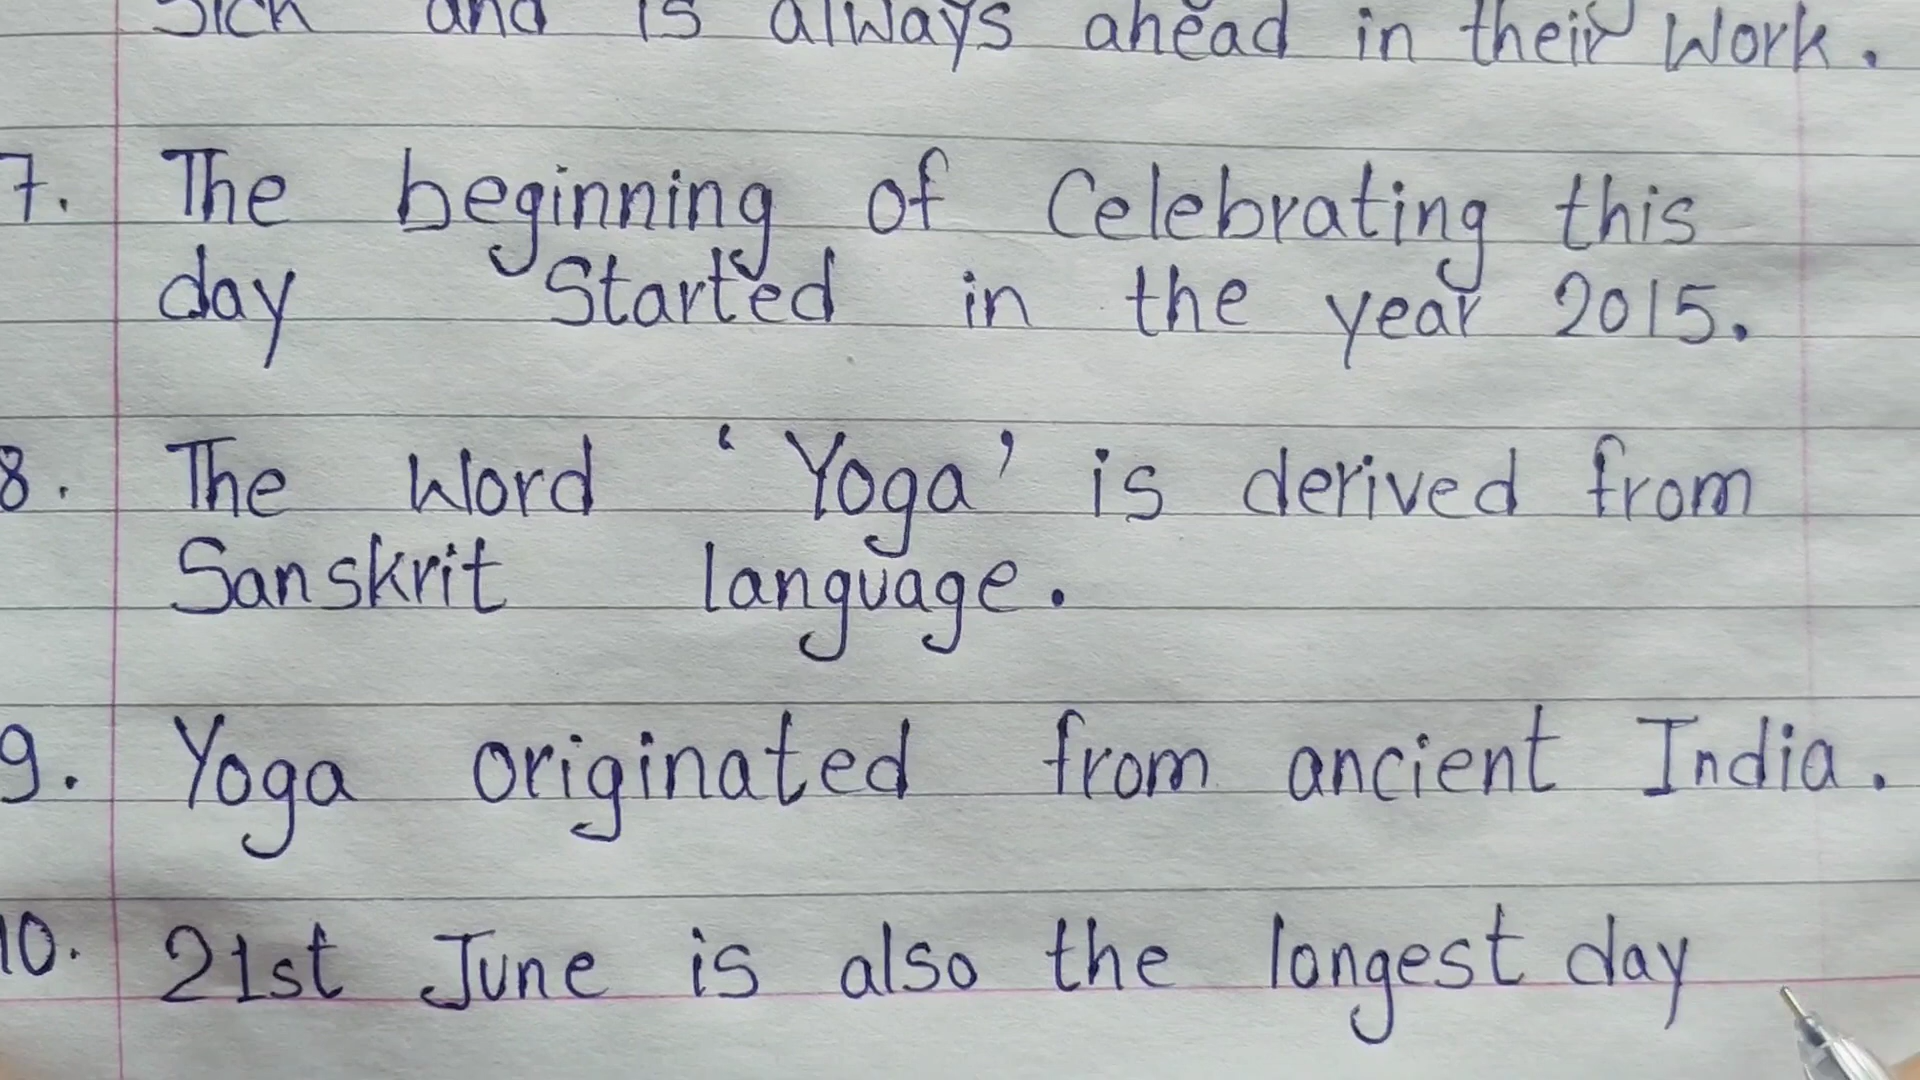 Sick and is always ahead in their Work.
7. The beginning of Celebrating this
day Started in the year 2015.
8. The Word ‘Yoga’ is derived from
Sanskrit language.
9. Yoga originated from ancient India.
10. 21st June is also the longest day